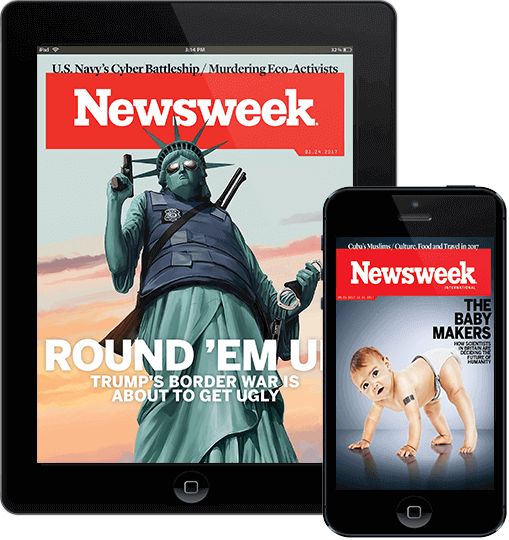 iPad 3:14 PM 32%
U.S. Navy's Cyber Battleship / Murdering Eco-Activists
Newsweek
02.24.2017
ROUND 'EM U
TRUMP'S BORDER WAR IS
ABOUT TO GET UGLY
Cuba's Muslims / Culture, Food and Travel in 2017
Newsweek
INTERNATIONAL
THE
BABY
MAKERS
HOW SCIENTISTS
IN BRITAIN ARE
DECIDING THE
FUTURE OF
HUMANITY